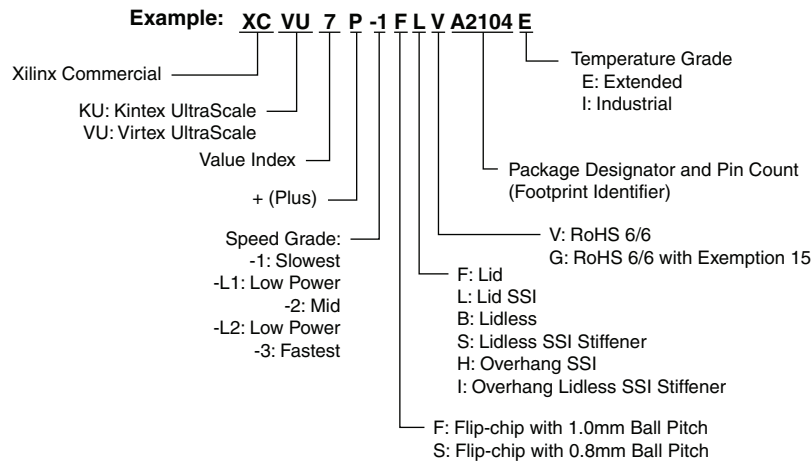 Example: XC VU 7 P -1 F L V A2104 E
Xilinx Commercial
KU: Kintex UltraScale
VU: Virtex UltraScale
Value Index
+ (Plus)
Speed Grade:
-1: Slowest
-L1: Low Power
-2: Mid
-L2: Low Power
-3: Fastest
Temperature Grade
E: Extended
I: Industrial
Package Designator and Pin Count
(Footprint Identifier)
V: RoHS 6/6
G: RoHS 6/6 with Exemption 15
F: Lid
L: Lid SSI
B: Lidless
S: Lidless SSI Stiffener
H: Overhang SSI
I: Overhang Lidless SSI Stiffener
F: Flip-chip with 1.0mm Ball Pitch
S: Flip-chip with 0.8mm Ball Pitch